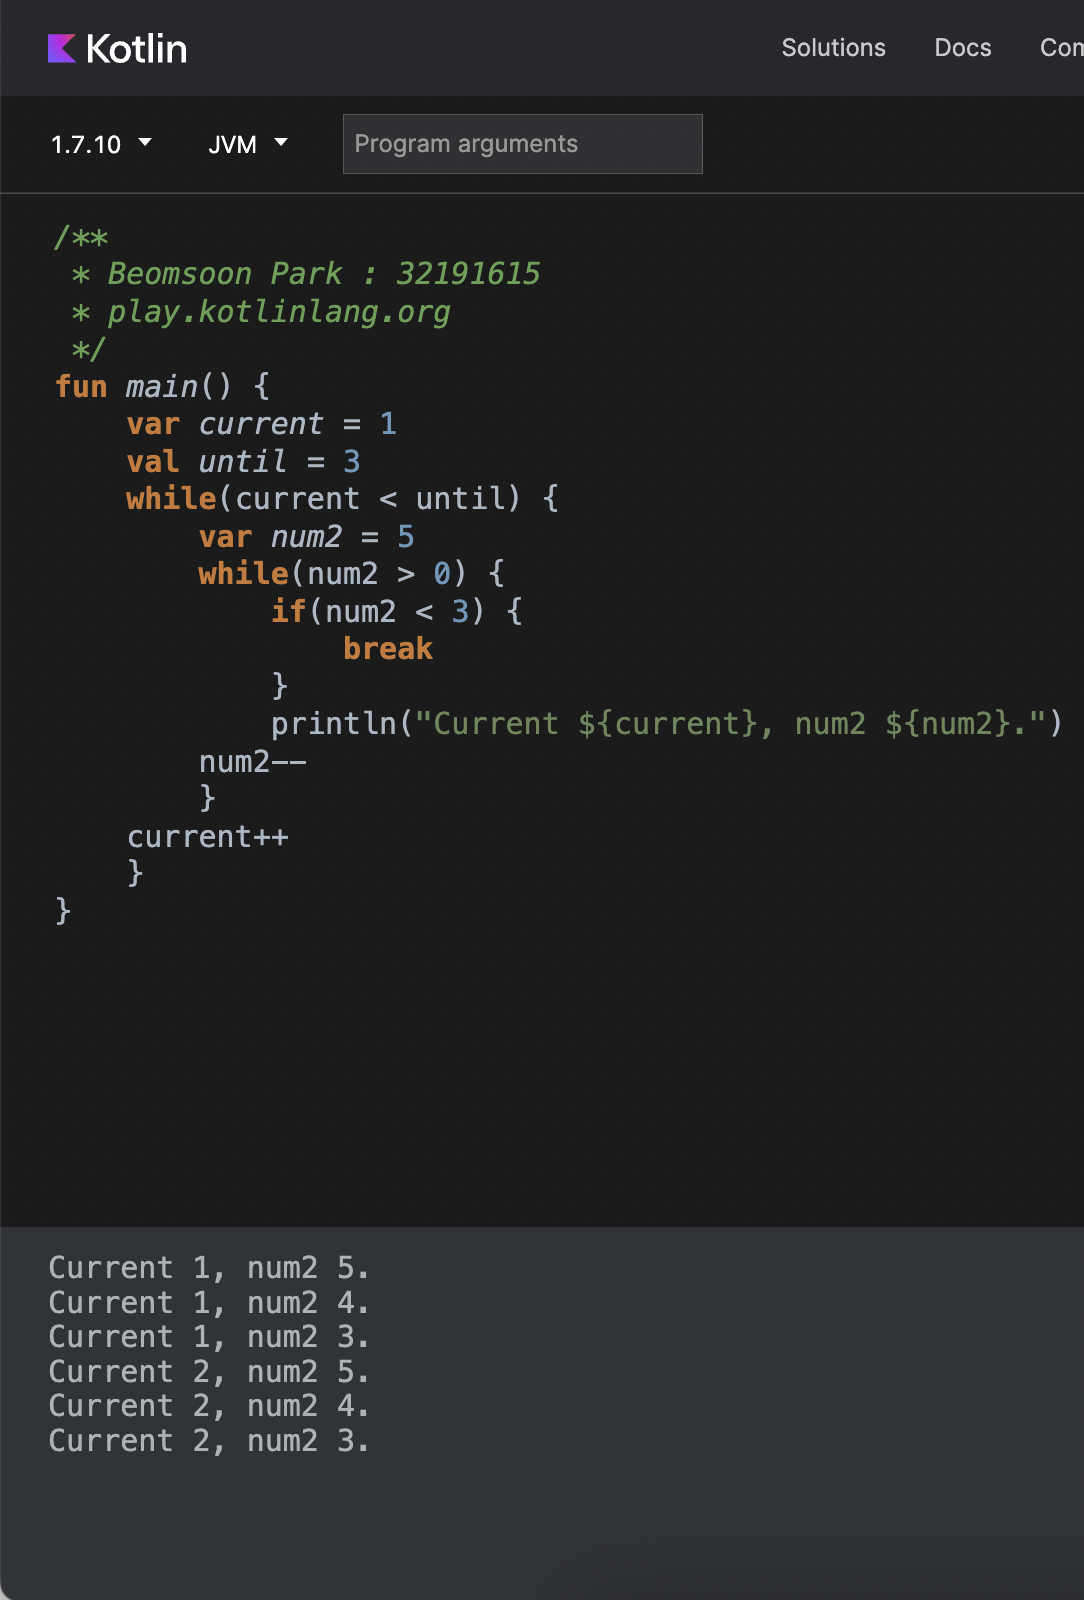 Kotlin
Solutions Docs Com
1.7.10 JVM Program arguments
/**
 * Beomsoon Park : 32191615
 * play.kotlinlang.org
 */
fun main() {
    var current = 1
    val until = 3
    while(current < until) {
        var num2 = 5
        while(num2 > 0) {
            if(num2 < 3) {
                break
            }
            println("Current ${current}, num2 ${num2}.")
        num2--
        }
    current++
    }
}
Current 1, num2 5.
Current 1, num2 4.
Current 1, num2 3.
Current 2, num2 5.
Current 2, num2 4.
Current 2, num2 3.